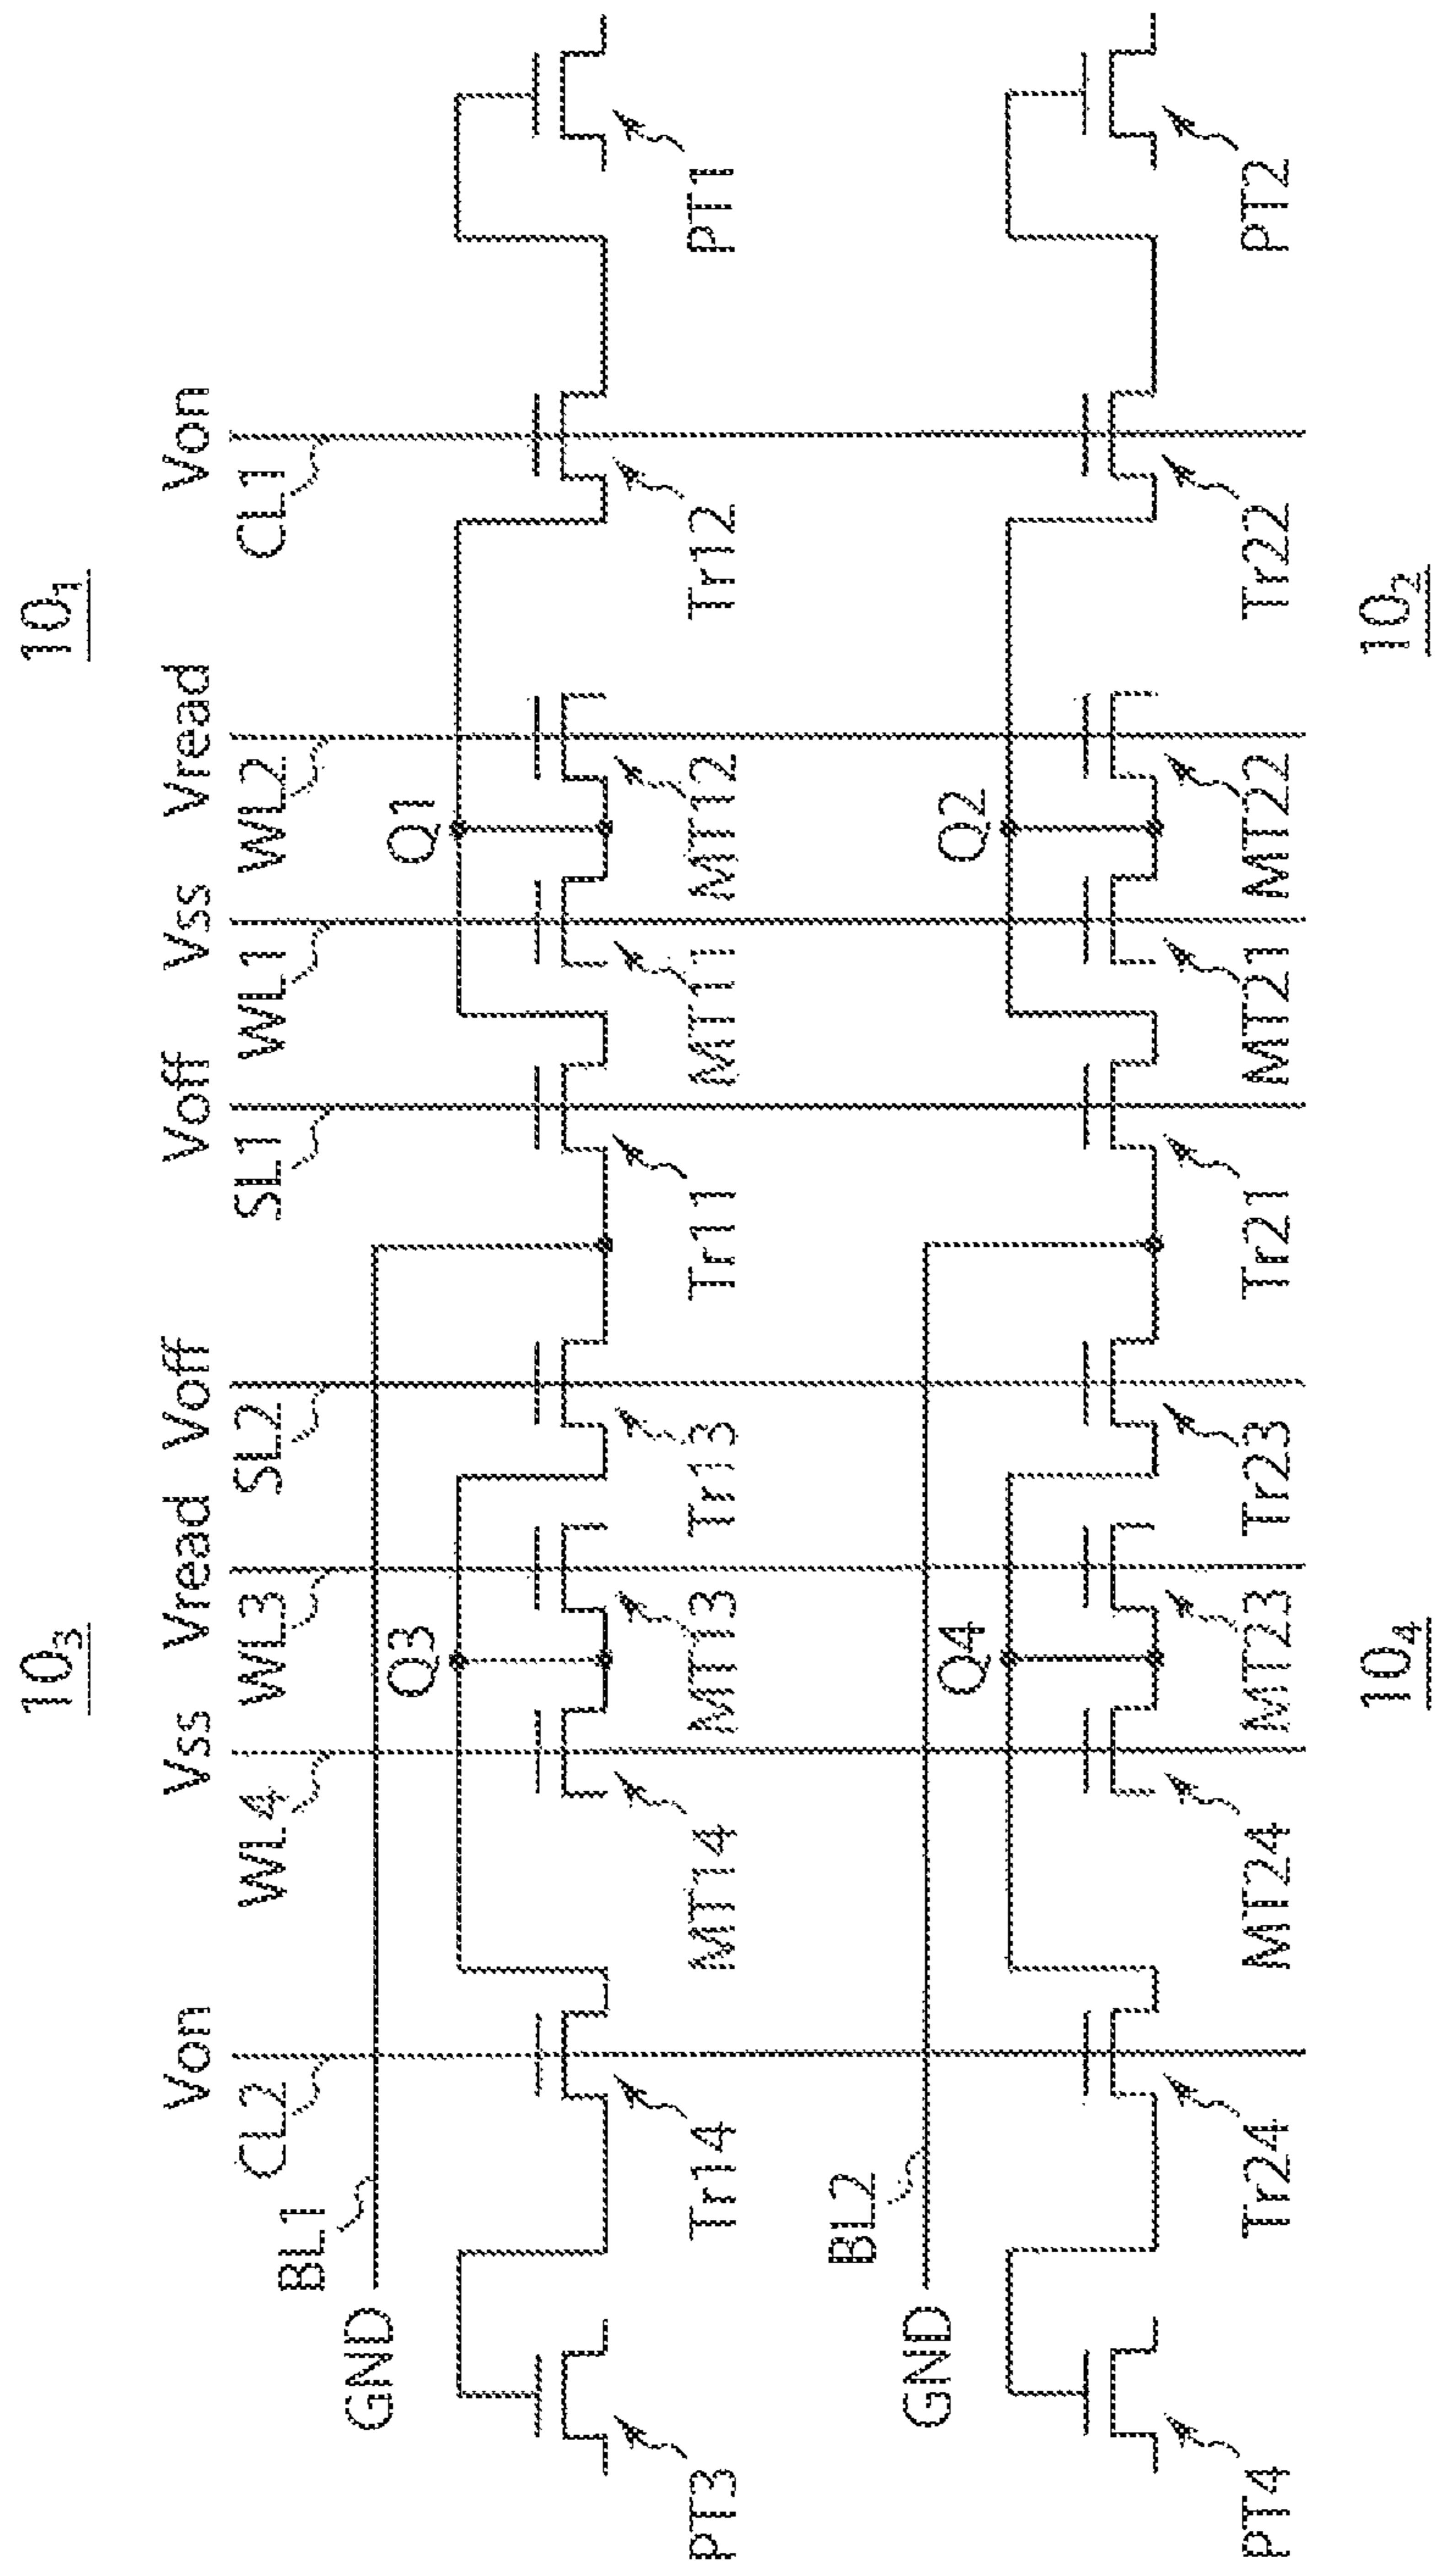 10₃ 10₁
Von Vss Vread Voff Voff Vss Vread Von
CL2 WL4 WL3 SL2 SL1 WL1 WL2 CL1
BL1
GND
Q3 Q1
PT3 Tr14 MT14 MT13 Tr13 Tr11 MT11 MT12 Tr12 PT1
BL2
GND
Q4 Q2
PT4 Tr24 MT24 MT23 Tr23 Tr21 MT21 MT22 Tr22 PT2
10₄ 10₂